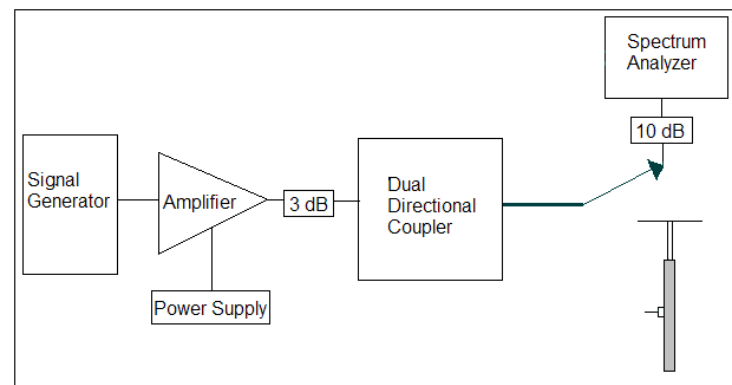 Spectrum
Analyzer
10 dB
Signal
Generator
Amplifier
3 dB
Dual
Directional
Coupler
Power Supply